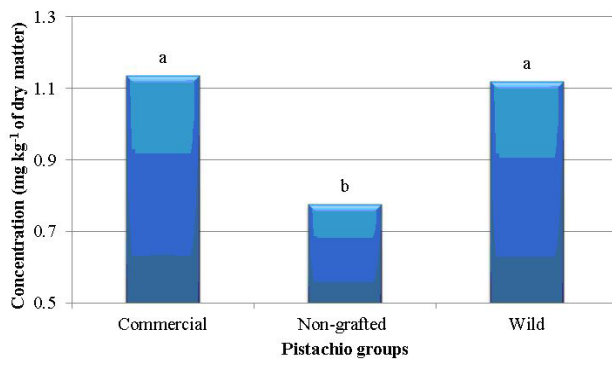 Concentration (mg kg⁻¹ of dry matter)
1.3
1.1
0.9
0.7
0.5
a
b
a
Commercial
Non-grafted
Wild
Pistachio groups